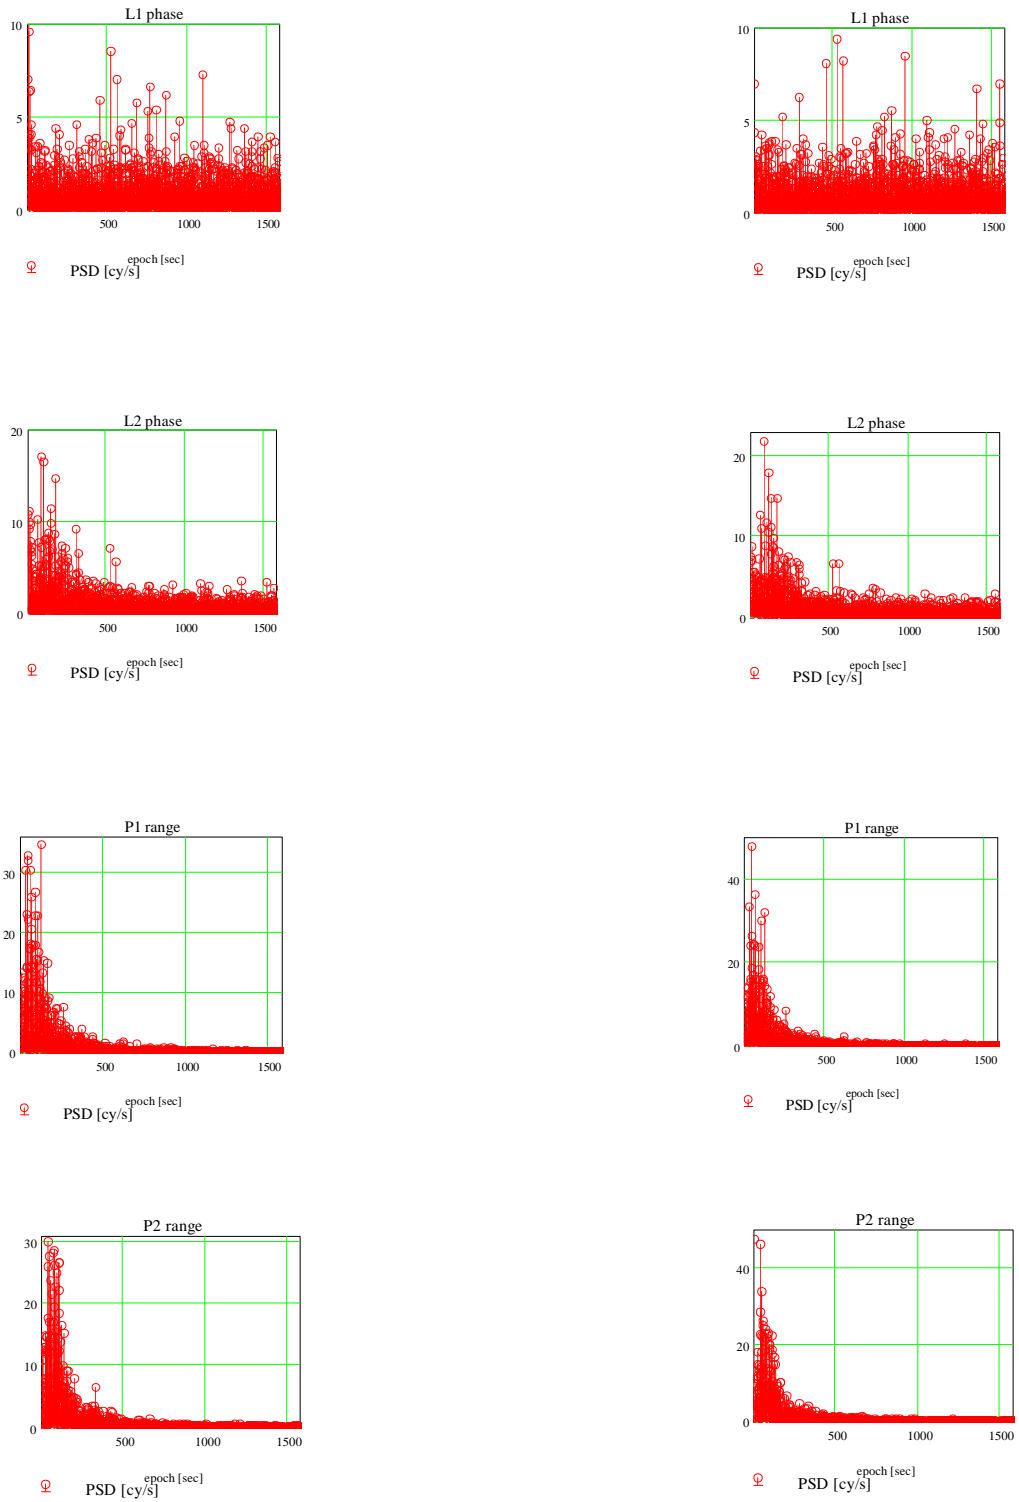 L1 phase
10
5
0
500 1000 1500
epoch [sec]
PSD [cy/s]
L1 phase
10
5
0
500 1000 1500
epoch [sec]
PSD [cy/s]
L2 phase
20
10
0
500 1000 1500
epoch [sec]
PSD [cy/s]
L2 phase
20
10
0
500 1000 1500
epoch [sec]
PSD [cy/s]
P1 range
30
20
10
0
500 1000 1500
epoch [sec]
PSD [cy/s]
P1 range
40
20
0
500 1000 1500
epoch [sec]
PSD [cy/s]
P2 range
30
20
10
0
500 1000 1500
epoch [sec]
PSD [cy/s]
P2 range
40
20
0
500 1000 1500
epoch [sec]
PSD [cy/s]